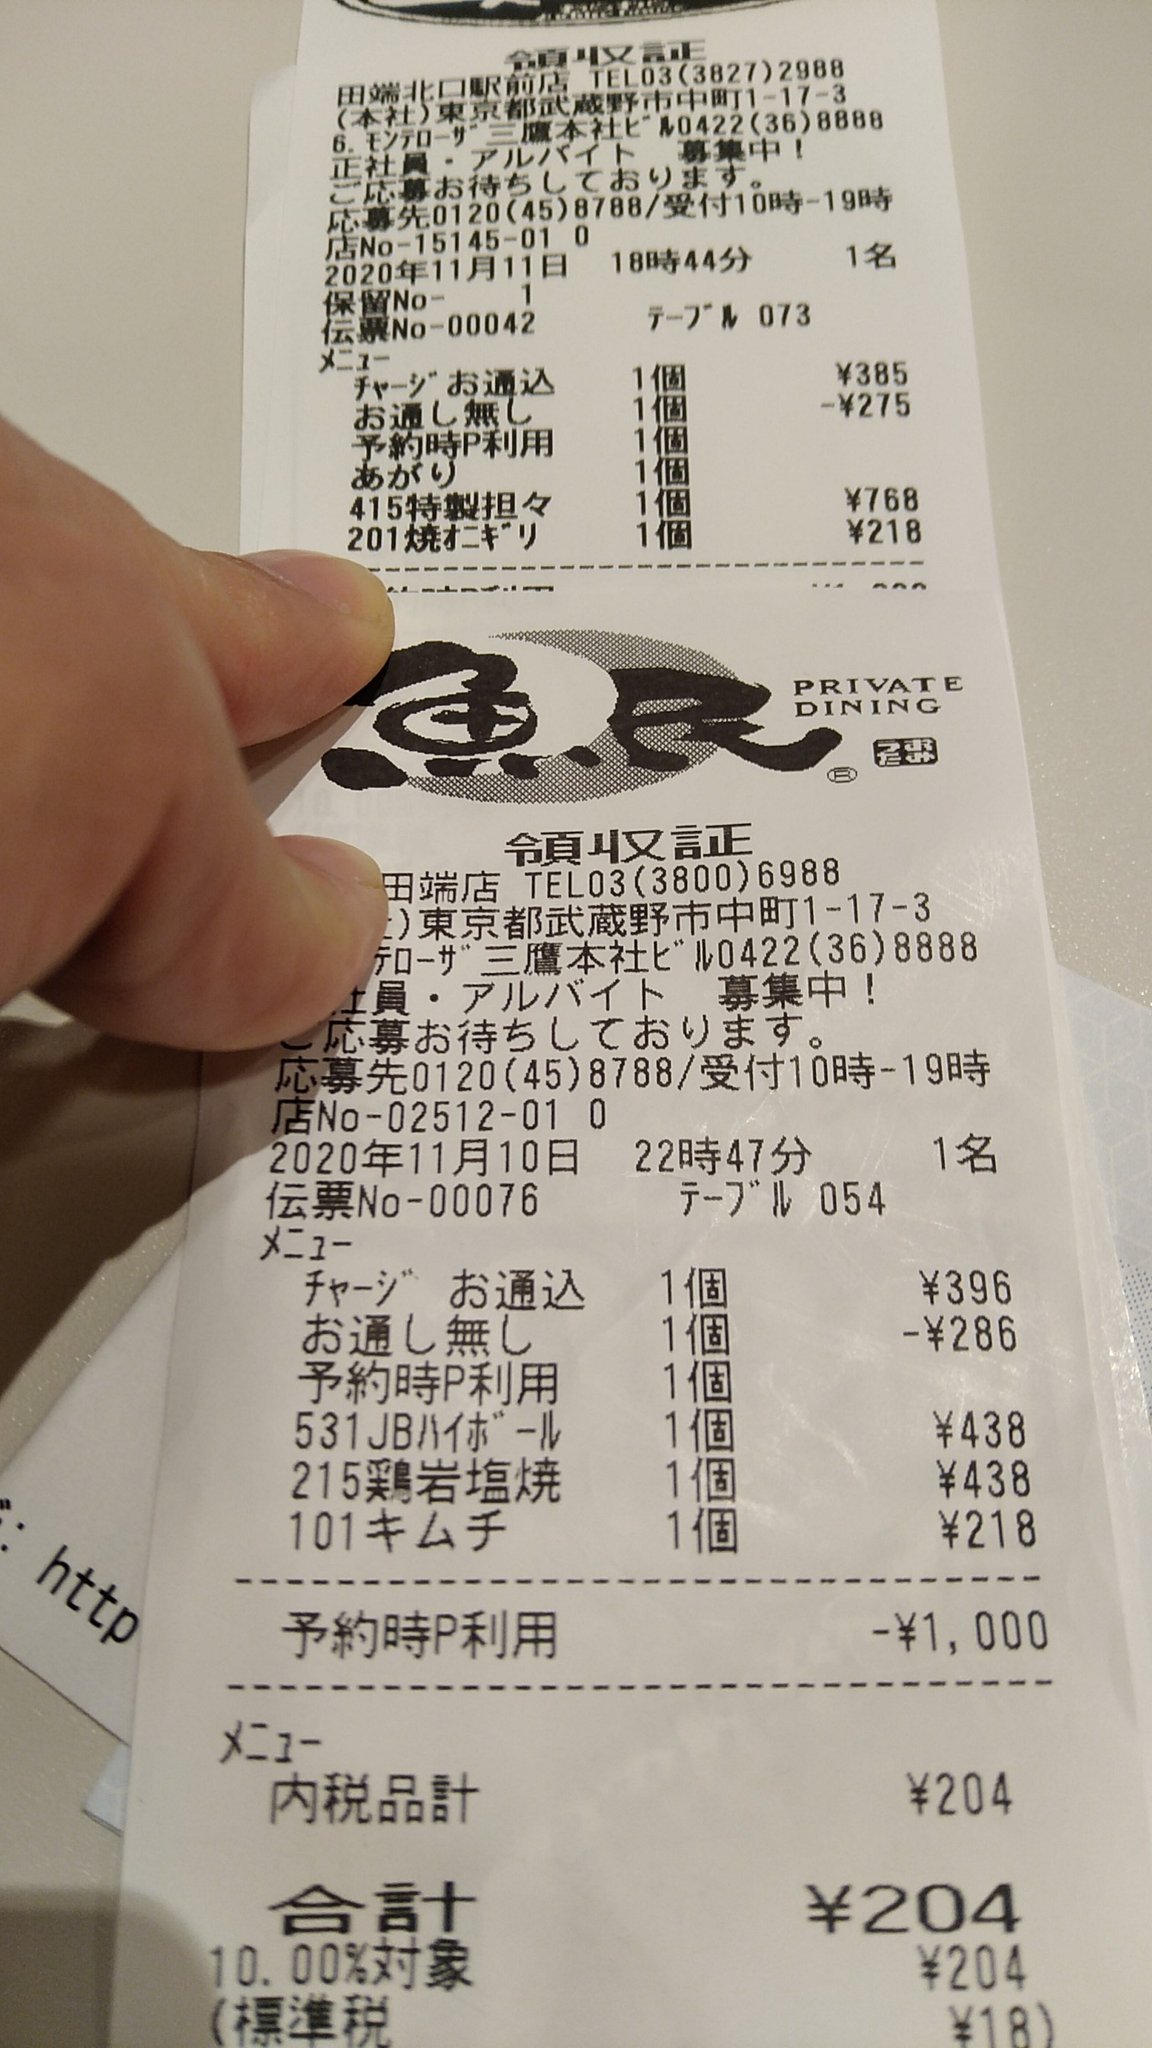 領収証
田端北口駅前店 TEL03(3827)2988
(本社)東京都武蔵野市中町1-17-3
6. ﾓﾝﾃﾛｰｻﾞ三鷹本社ﾋﾞﾙ0422(36)8888
正社員・アルバイト 募集中!
ご応募お待ちしております。
応募先0120(45)8788/受付10時-19時
店No-15145-01 0
2020年11月11日 18時44分 1名
保留No- 1
伝票No-00042 ﾃｰﾌﾞﾙ 073
ﾒﾆｭｰ
ﾁｬｰｼﾞお通込 1個 ¥385
お通し無し 1個 -¥275
予約時P利用 1個
あがり 1個
415特製担々 1個 ¥768
201焼ｵﾆｷﾞﾘ 1個 ¥218
魚民 PRIVATE DINING
おみうた
®
領収証
田端店 TEL03(3800)6988
)東京都武蔵野市中町1-17-3
ﾃﾛｰｻﾞ三鷹本社ﾋﾞﾙ0422(36)8888
社員・アルバイト 募集中!
ご応募お待ちしております。
応募先0120(45)8788/受付10時-19時
店No-02512-01 0
2020年11月10日 22時47分 1名
伝票No-00076 ﾃｰﾌﾞﾙ 054
ﾒﾆｭｰ
ﾁｬｰｼﾞ お通込 1個 ¥396
お通し無し 1個 -¥286
予約時P利用 1個
531JBﾊｲﾎﾞｰﾙ 1個 ¥438
215鶏岩塩焼 1個 ¥438
101キムチ 1個 ¥218
予約時P利用 -¥1,000
ﾒﾆｭｰ
内税品計 ¥204
合計 ¥204
10.00%対象 ¥204
(標準税 ¥18)
http